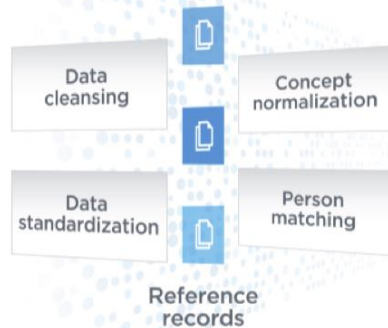 Data
cleansing
Concept
normalization
Data
standardization
Person
matching
Reference
records